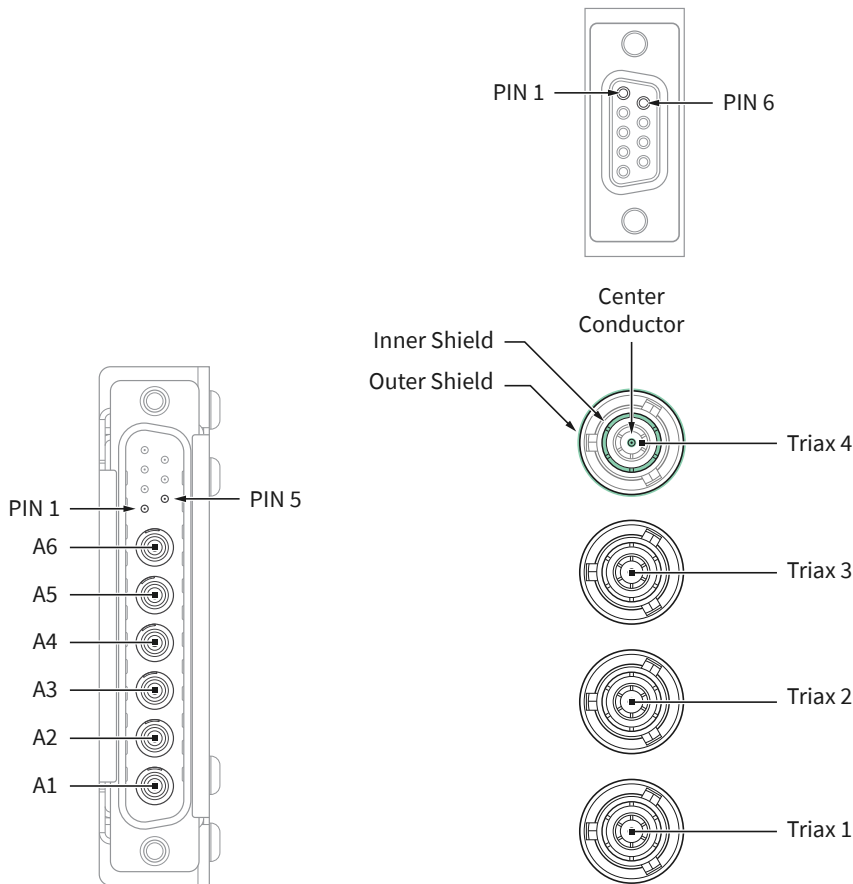 PIN 1
PIN 6
Center
Conductor
Inner Shield
Outer Shield
Triax 4
PIN 5
PIN 1
A6
Triax 3
A5
A4
A3
Triax 2
A2
A1
Triax 1